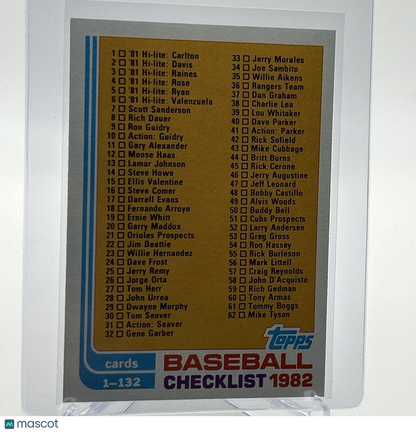 1 □ '81 Hi-lite: Carlton
2 □ '81 Hi-lite: Davis
3 □ '81 Hi-lite: Raines
4 □ '81 Hi-lite: Rose
5 □ '81 Hi-lite: Ryan
6 □ '81 Hi-lite: Valenzuela
7 □ Scott Sanderson
8 □ Rich Dauer
9 □ Ron Guidry
10 □ Action: Guidry
11 □ Gary Alexander
12 □ Moose Haas
13 □ Lamar Johnson
14 □ Steve Howe
15 □ Ellis Valentine
16 □ Steve Comer
17 □ Darrell Evans
18 □ Fernando Arroyo
19 □ Ernie Whitt
20 □ Garry Maddox
21 □ Orioles Prospects
22 □ Jim Beattie
23 □ Willie Hernandez
24 □ Dave Frost
25 □ Jerry Remy
26 □ Jorge Orta
27 □ Tom Herr
28 □ John Urrea
29 □ Dwayne Murphy
30 □ Tom Seaver
31 □ Action: Seaver
32 □ Gene Garber
33 □ Jerry Morales
34 □ Joe Sambito
35 □ Willie Aikens
36 □ Rangers Team
37 □ Dan Graham
38 □ Charlie Lea
39 □ Lou Whitaker
40 □ Dave Parker
41 □ Action: Parker
42 □ Rick Sofield
43 □ Mike Cubbage
44 □ Britt Burns
45 □ Rick Cerone
46 □ Jerry Augustine
47 □ Jeff Leonard
48 □ Bobby Castillo
49 □ Alvis Woods
50 □ Buddy Bell
51 □ Cubs Prospects
52 □ Larry Andersen
53 □ Greg Gross
54 □ Ron Hassey
55 □ Rick Burleson
56 □ Mark Littell
57 □ Craig Reynolds
58 □ John D'Acquisto
59 □ Rich Gedman
60 □ Tony Armas
61 □ Tommy Boggs
62 □ Mike Tyson
topps
cards
1-132
BASEBALL
CHECKLIST 1982
mascot